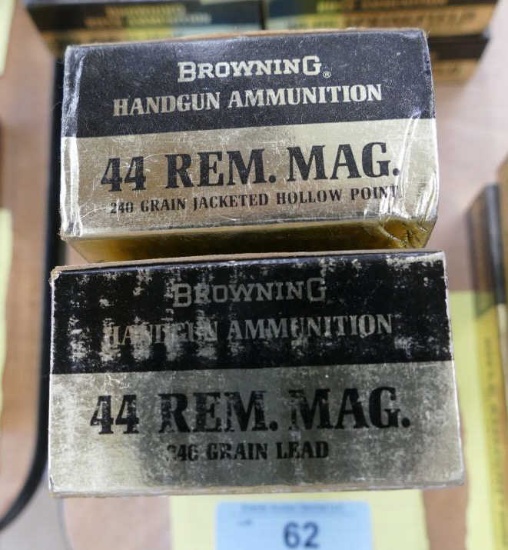 BROWNING®
HANDGUN AMMUNITION
44 REM. MAG.
240 GRAIN JACKETED HOLLOW POINT
BROWNING
HANDGUN AMMUNITION
44 REM. MAG.
240 GRAIN LEAD
62